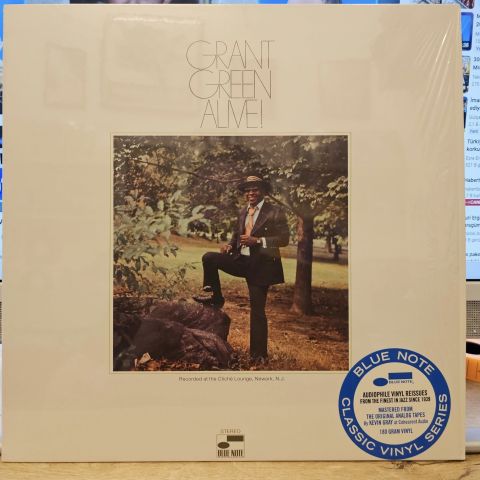 GRANT
GREEN
ALIVE!
Recorded at the Cliché Lounge, Newark, N.J.
STEREO
BLUE NOTE
BLUE NOTE
BLUE NOTE
AUDIOPHILE VINYL REISSUES
FROM THE FINEST IN JAZZ SINCE 1939
MASTERED FROM
THE ORIGINAL ANALOG TAPES
By KEVIN GRAY at Cohearent Audio
180 GRAM VINYL
CLASSIC VINYL SERIES